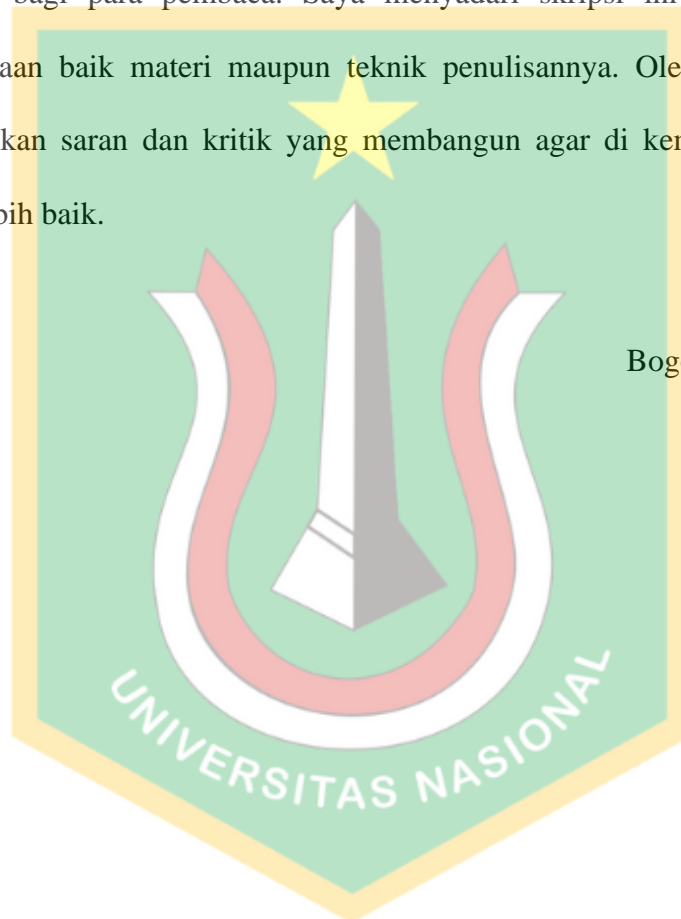 bagi para pembaca. Saya menyadari skripsi ini
aan baik materi maupun teknik penulisannya. Ole
kan saran dan kritik yang membangun agar di ke
bih baik.
Bog
UNIVERSITAS NASIONAL